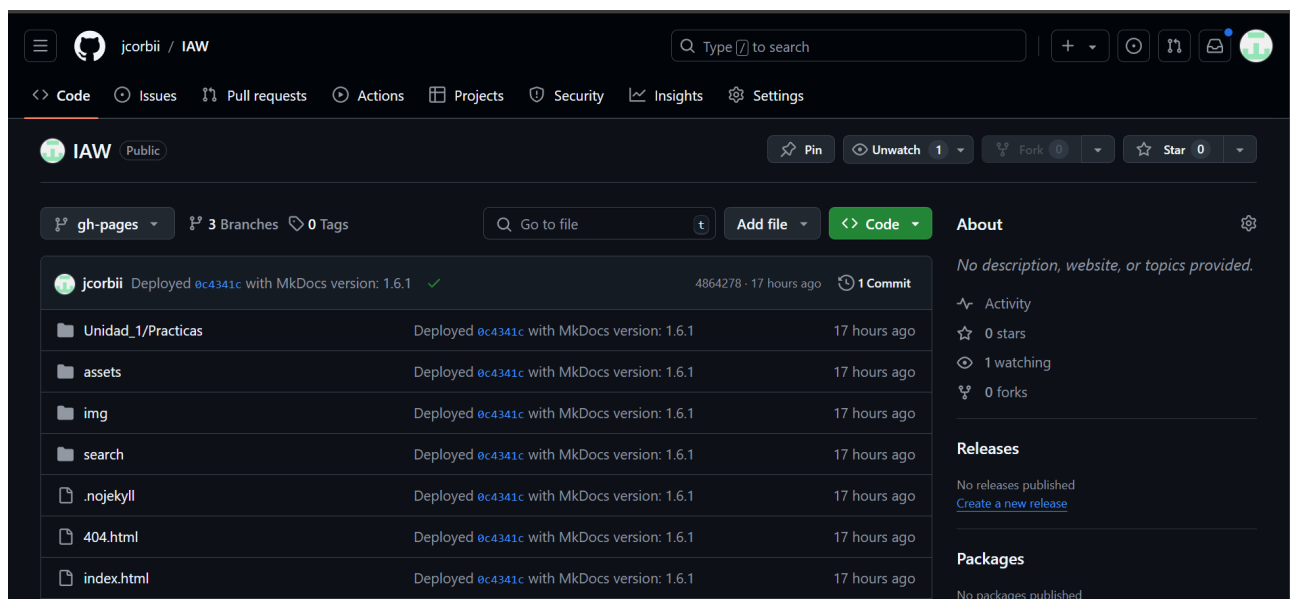 jcorbii / IAW
Type / to search
Code Issues Pull requests Actions Projects Security Insights Settings
IAW Public
Pin Unwatch 1 Fork 0 Star 0
gh-pages 3 Branches 0 Tags Go to file t Add file Code
jcorbii Deployed 0c4341c with MkDocs version: 1.6.1 4864278 · 17 hours ago 1 Commit
Unidad_1/Practicas Deployed 0c4341c with MkDocs version: 1.6.1 17 hours ago
assets Deployed 0c4341c with MkDocs version: 1.6.1 17 hours ago
img Deployed 0c4341c with MkDocs version: 1.6.1 17 hours ago
search Deployed 0c4341c with MkDocs version: 1.6.1 17 hours ago
.nojekyll Deployed 0c4341c with MkDocs version: 1.6.1 17 hours ago
404.html Deployed 0c4341c with MkDocs version: 1.6.1 17 hours ago
index.html Deployed 0c4341c with MkDocs version: 1.6.1 17 hours ago
About
No description, website, or topics provided.
Activity
0 stars
1 watching
0 forks
Releases
No releases published
Create a new release
Packages
No packages published